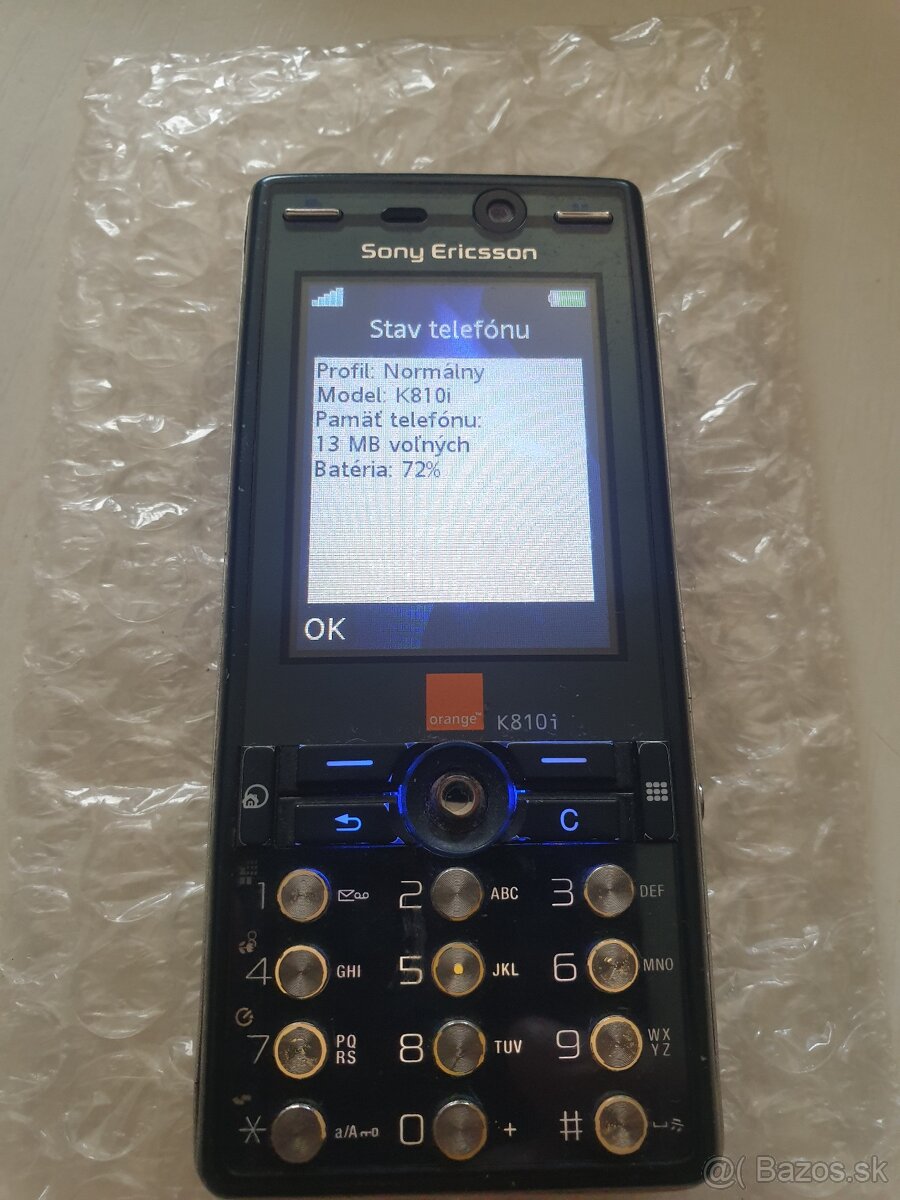 Sony Ericsson
Stav telefónu
Profil: Normálny
Model: K810i
Pamäť telefónu:
13 MB voľných
Batéria: 72%
OK
orange™ K810i
C
1 2 ABC 3 DEF
4 GHI 5 JKL 6 MNO
7 PQ RS 8 TUV 9 WX YZ
* a/A 0 + #
@( Bazos.sk